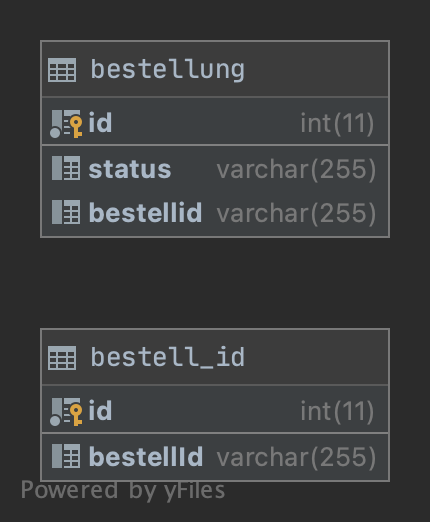 bestellung
id int(11)
status varchar(255)
bestellid varchar(255)
bestell_id
id int(11)
bestellId varchar(255)
Powered by yFiles